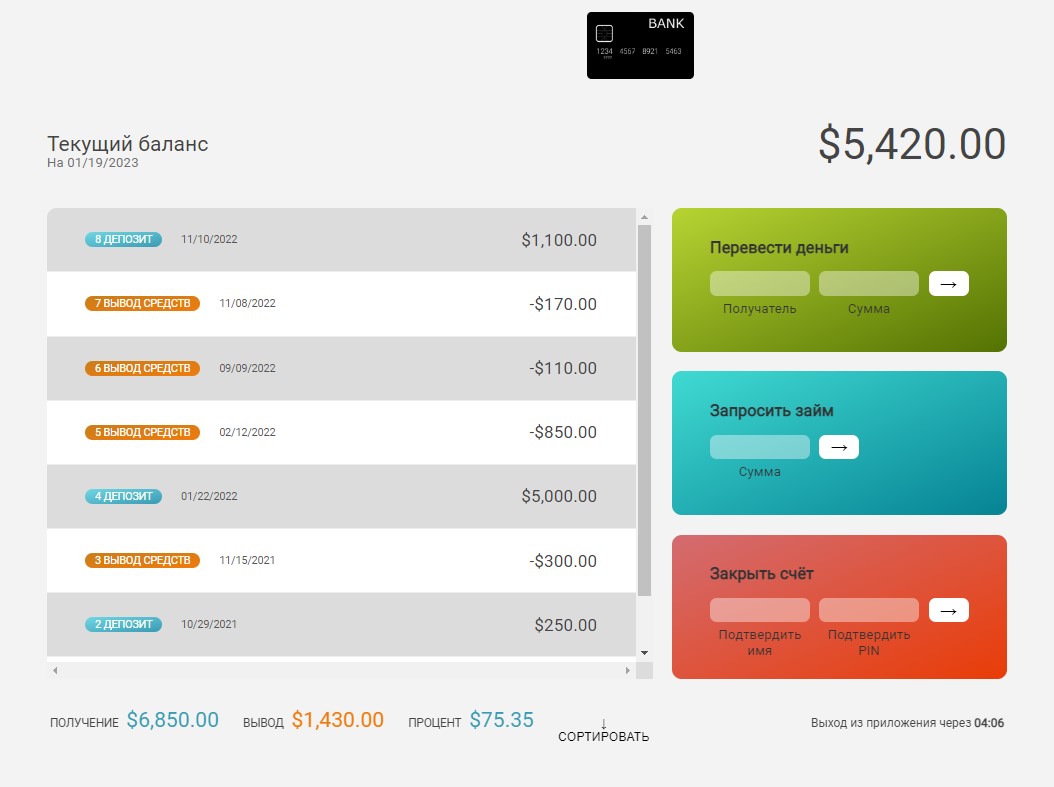 BANK
1234 4567 8921 5463
Текущий баланс
На 01/19/2023
$5,420.00
8 ДЕПОЗИТ 11/10/2022 $1,100.00
7 ВЫВОД СРЕДСТВ 11/08/2022 -$170.00
6 ВЫВОД СРЕДСТВ 09/09/2022 -$110.00
5 ВЫВОД СРЕДСТВ 02/12/2022 -$850.00
4 ДЕПОЗИТ 01/22/2022 $5,000.00
3 ВЫВОД СРЕДСТВ 11/15/2021 -$300.00
2 ДЕПОЗИТ 10/29/2021 $250.00
Перевести деньги
→
Получатель Сумма
Запросить займ
→
Сумма
Закрыть счёт
→
Подтвердить имя
Подтвердить PIN
ПОЛУЧЕНИЕ $6,850.00 ВЫВОД $1,430.00 ПРОЦЕНТ $75.35
↓
СОРТИРОВАТЬ
Выход из приложения через 04:06